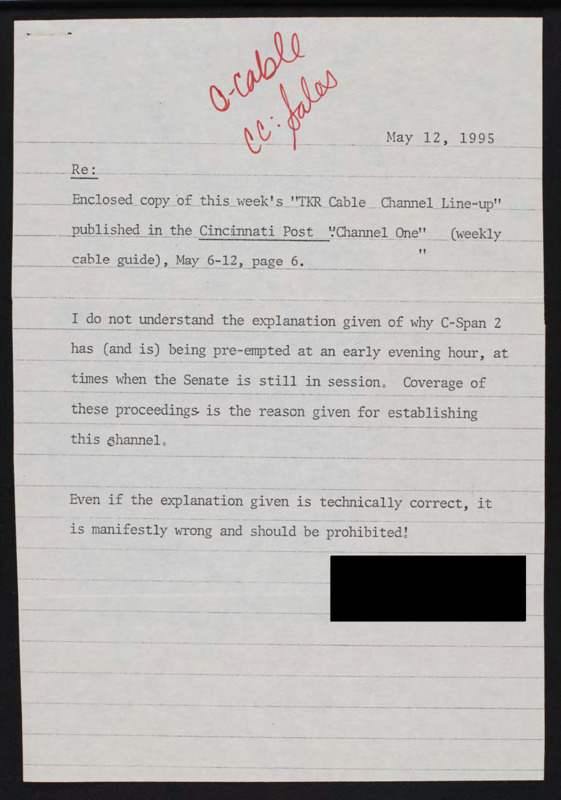 C-cable
CC: Salas
May 12, 1995
Re:
Enclosed copy of this week's "TKR Cable Channel Line-up"
published in the Cincinnati Post "Channel One" (weekly
"
cable guide), May 6-12, page 6.
I do not understand the explanation given of why C-Span 2
has (and is) being pre-empted at an early evening hour, at
times when the Senate is still in session. Coverage of
these proceedings is the reason given for establishing
this channel.
Even if the explanation given is technically correct, it
is manifestly wrong and should be prohibited!